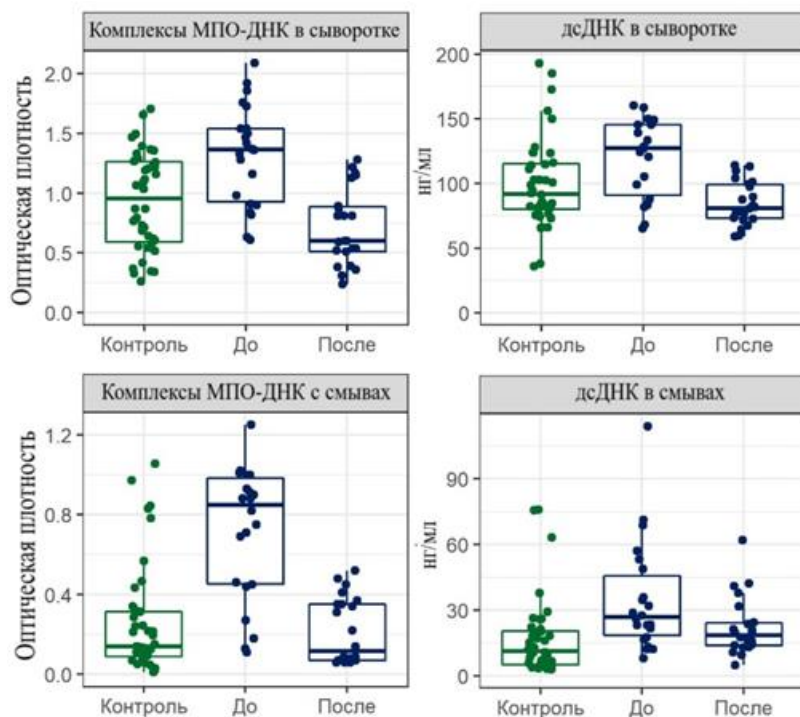 Комплексы МПО-ДНК в сыворотке
Оптическая плотность
2.0
1.5
1.0
0.5
0.0
Контроль До После
дсДНК в сыворотке
нг/мл
200
150
100
50
0
Контроль До После
Комплексы МПО-ДНК с смывах
Оптическая плотность
1.2
0.8
0.4
0.0
Контроль До После
дсДНК в смывах
нг/мл
90
60
30
0
Контроль До После